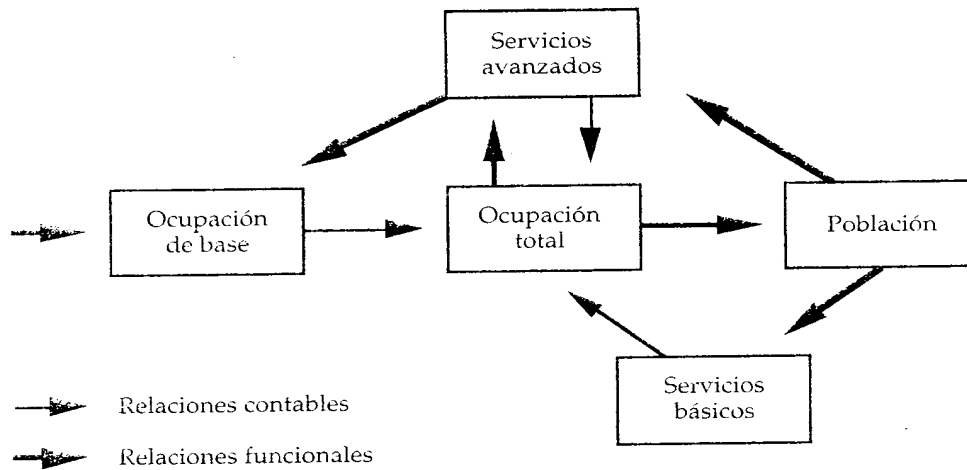 Servicios
avanzados
Ocupación
de base
Ocupación
total
Población
Servicios
básicos
Relaciones contables
Relaciones funcionales